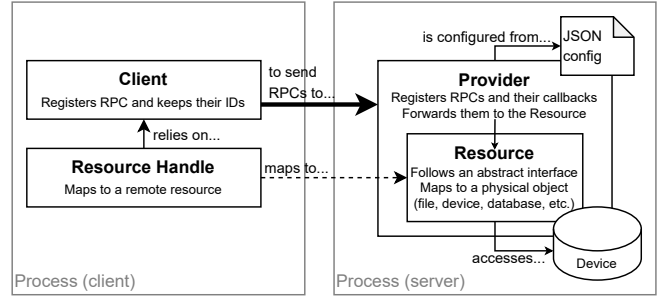 Client
Registers RPC and keeps their IDs
relies on...
Resource Handle
Maps to a remote resource
Process (client)
to send
RPCs to...
maps to...
is configured from...
JSON
config
Provider
Registers RPCs and their callbacks
Forwards them to the Resource
Resource
Follows an abstract interface
Maps to a physical object
(file, device, database, etc.)
accesses...
Device
Process (server)